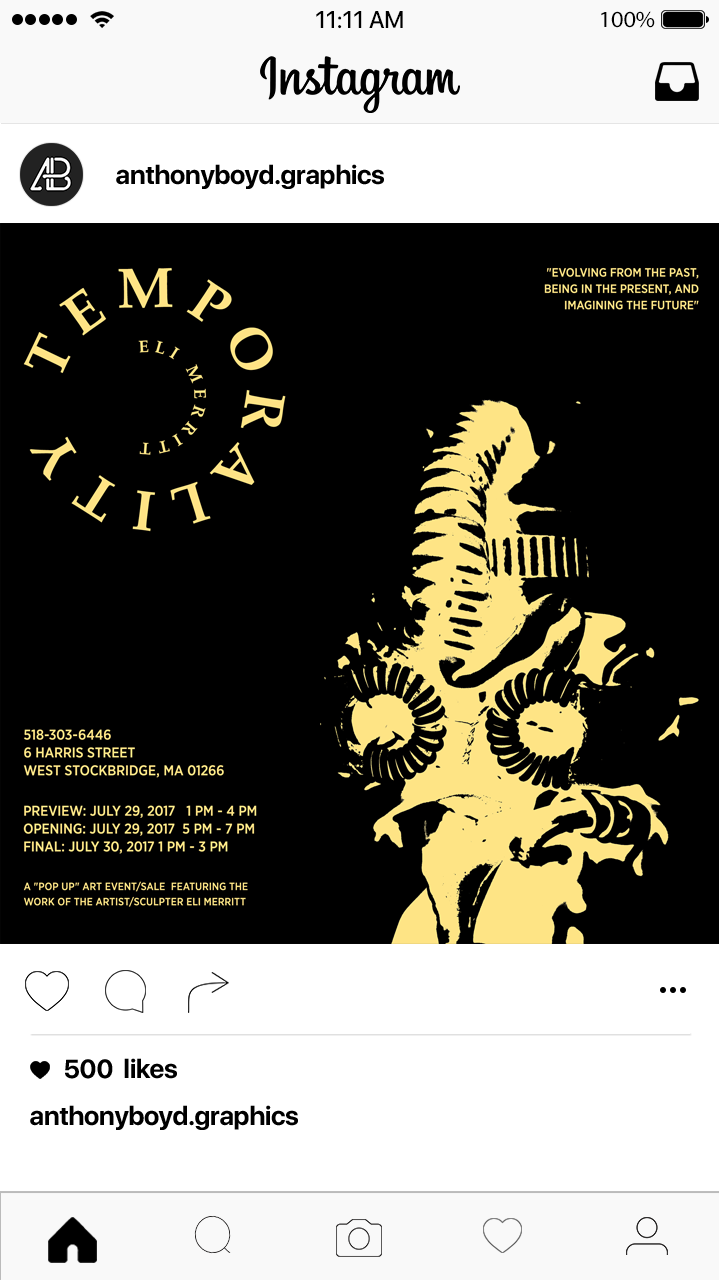 11:11 AM
100%
Instagram
AB
anthonyboyd.graphics
TEMPORALITY
ELI MERRITT
"EVOLVING FROM THE PAST,
BEING IN THE PRESENT, AND
IMAGINING THE FUTURE"
518-303-6446
6 HARRIS STREET
WEST STOCKBRIDGE, MA 01266
PREVIEW: JULY 29, 2017 1 PM - 4 PM
OPENING: JULY 29, 2017 5 PM - 7 PM
FINAL: JULY 30, 2017 1 PM - 3 PM
A "POP UP" ART EVENT/SALE FEATURING THE
WORK OF THE ARTIST/SCULPTER ELI MERRITT
500 likes
anthonyboyd.graphics